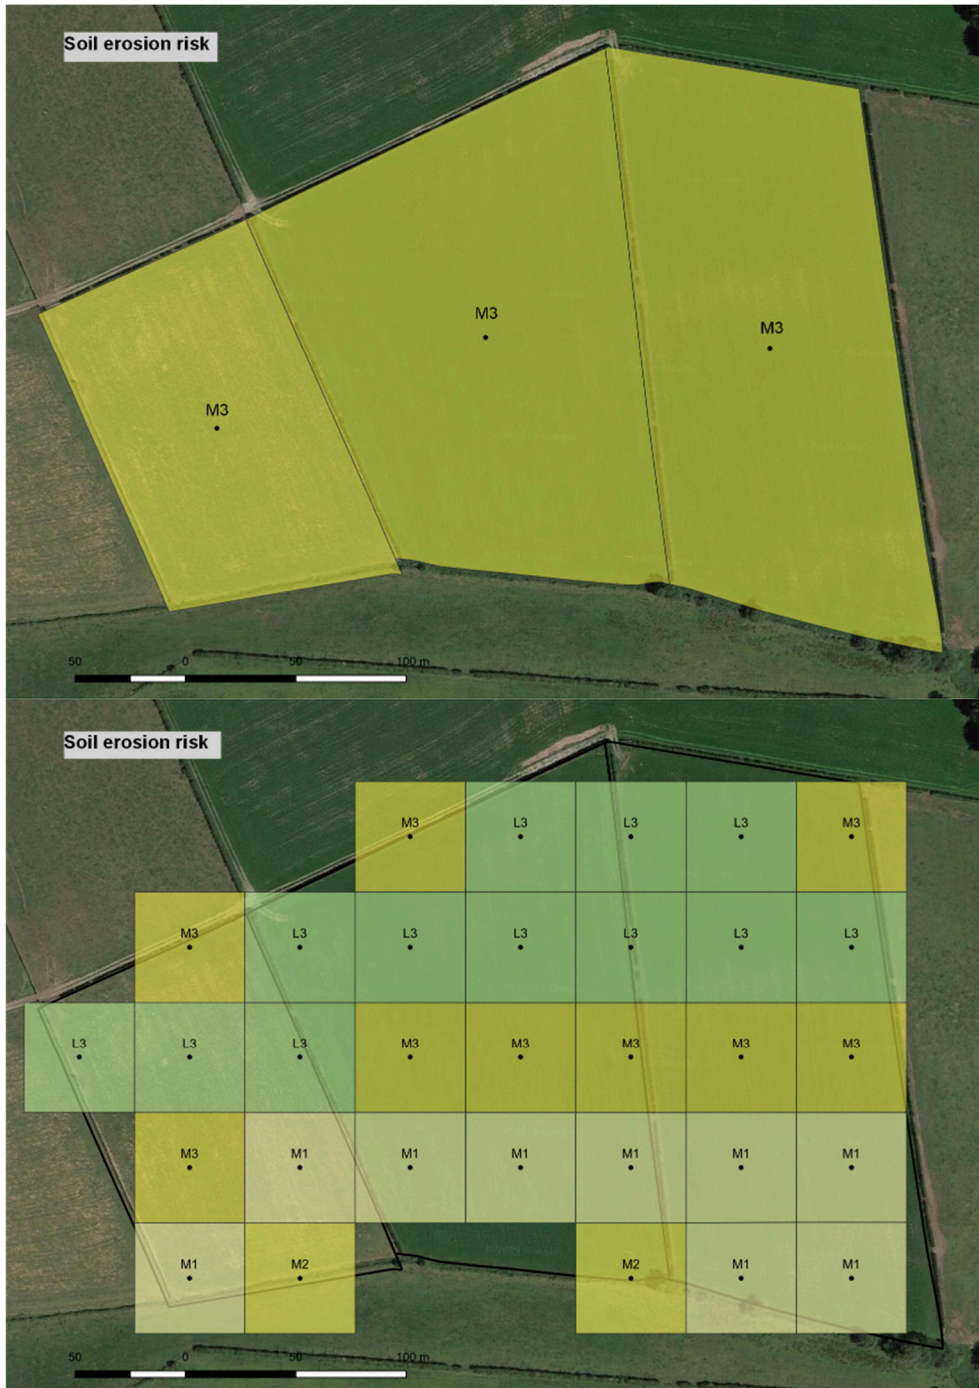 Soil erosion risk
M3
M3
M3
50 0 50 100 m
Soil erosion risk
M3 L3 L3 L3 M3
M3 L3 L3 L3 L3 L3 L3
L3 L3 L3 M3 M3 M3 M3 M3
M3 M1 M1 M1 M1 M1 M1
M1 M2 M2 M1 M1
50 0 50 100 m